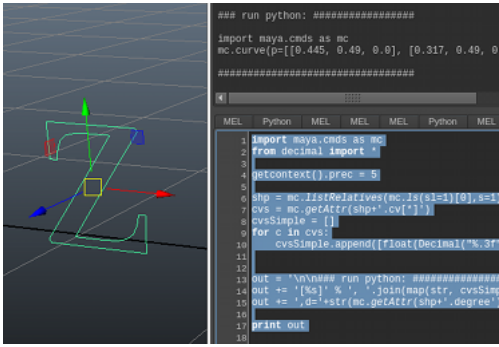 ### run python: #################
import maya.cmds as mc
mc.curve(p=[[0.445, 0.49, 0.0], [0.317, 0.49, 0
#################################
MEL Python MEL MEL MEL Python MEL
1 import maya.cmds as mc
2 from decimal import *
3
4 getcontext().prec = 5
5
6 shp = mc.listRelatives(mc.ls(sl=1)[0],s=1)
7 cvs = mc.getAttr(shp+'.cv[*]')
8 cvsSimple = []
9 for c in cvs:
10 cvsSimple.append([float(Decimal("%.3f"
11
12
13 out = '\n\n### run python: ##############
14 out += '[%s]' % ', '.join(map(str, cvsSimp
15 out += ',d='+str(mc.getAttr(shp+'.degree'
16
17 print out
18